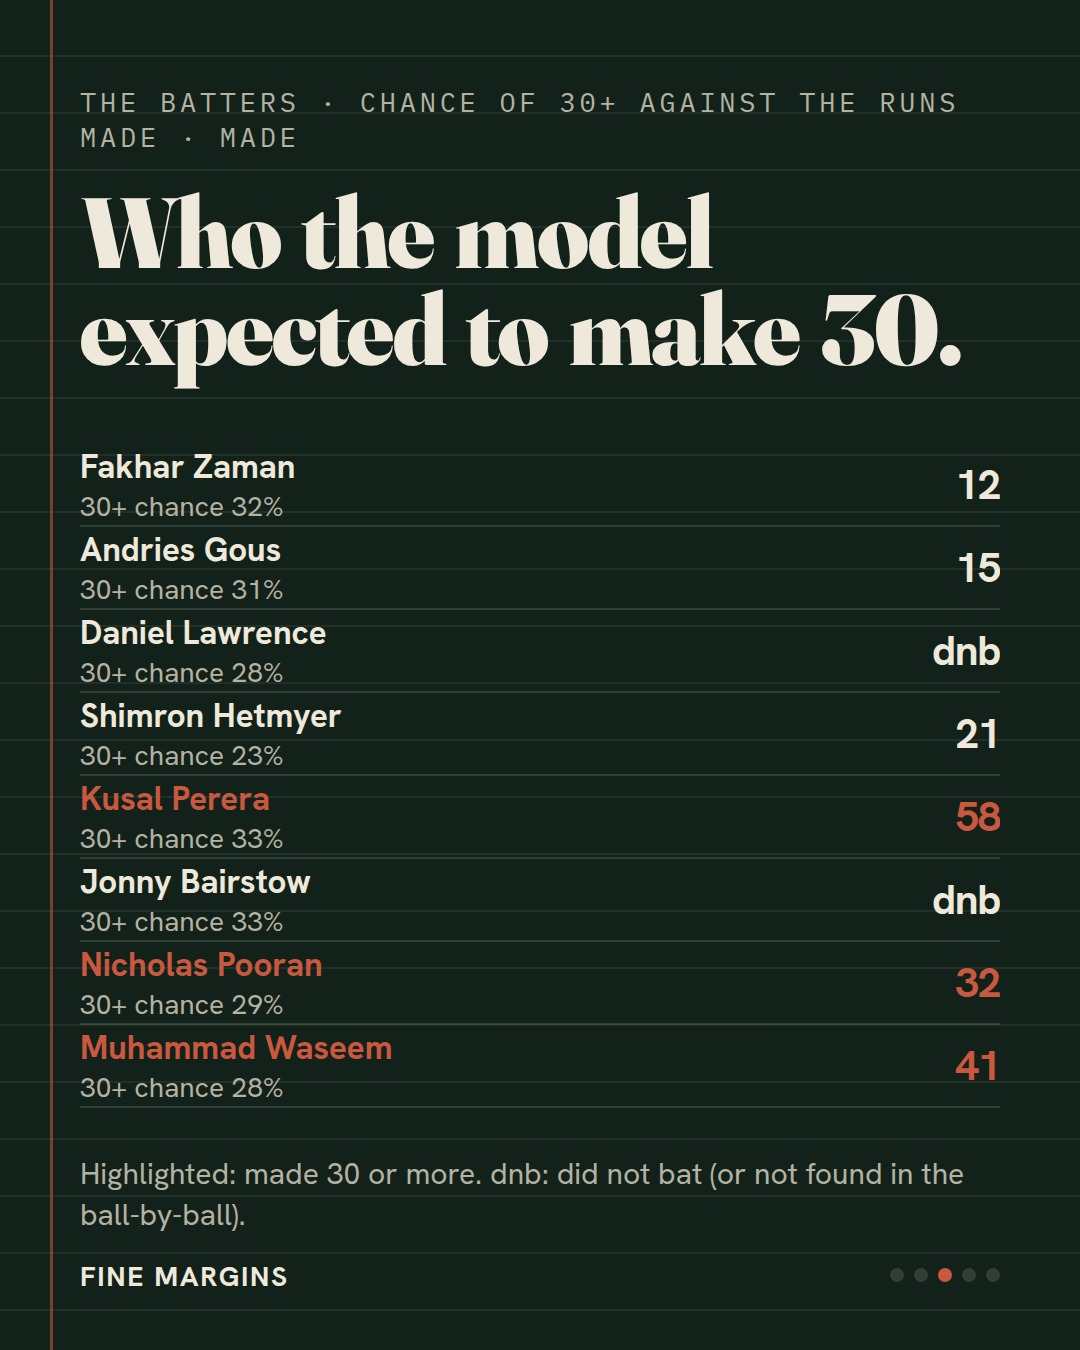 THE BATTERS · CHANCE OF 30+ AGAINST THE RUNS
MADE · MADE
Who the model
expected to make 30.
Fakhar Zaman
30+ chance 32%
12
Andries Gous
30+ chance 31%
15
Daniel Lawrence
30+ chance 28%
dnb
Shimron Hetmyer
30+ chance 23%
21
Kusal Perera
30+ chance 33%
58
Jonny Bairstow
30+ chance 33%
dnb
Nicholas Pooran
30+ chance 29%
32
Muhammad Waseem
30+ chance 28%
41
Highlighted: made 30 or more. dnb: did not bat (or not found in the
ball-by-ball).
FINE MARGINS